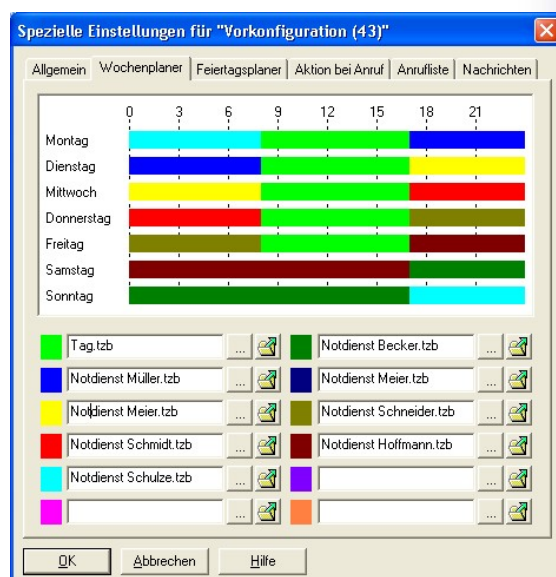 Spezielle Einstellungen für "Vorkonfiguration (43)"
Allgemein Wochenplaner Feiertagsplaner Aktion bei Anruf Anrufliste Nachrichten
0 3 6 9 12 15 18 21
Montag
Dienstag
Mittwoch
Donnerstag
Freitag
Samstag
Sonntag
Tag.tzb ... Notdienst Becker.tzb ...
Notdienst Müller.tzb ... Notdienst Meier.tzb ...
Notdienst Meier.tzb ... Notdienst Schneider.tzb ...
Notdienst Schmidt.tzb ... Notdienst Hoffmann.tzb ...
Notdienst Schulze.tzb ... ...
... ...
OK Abbrechen Hilfe